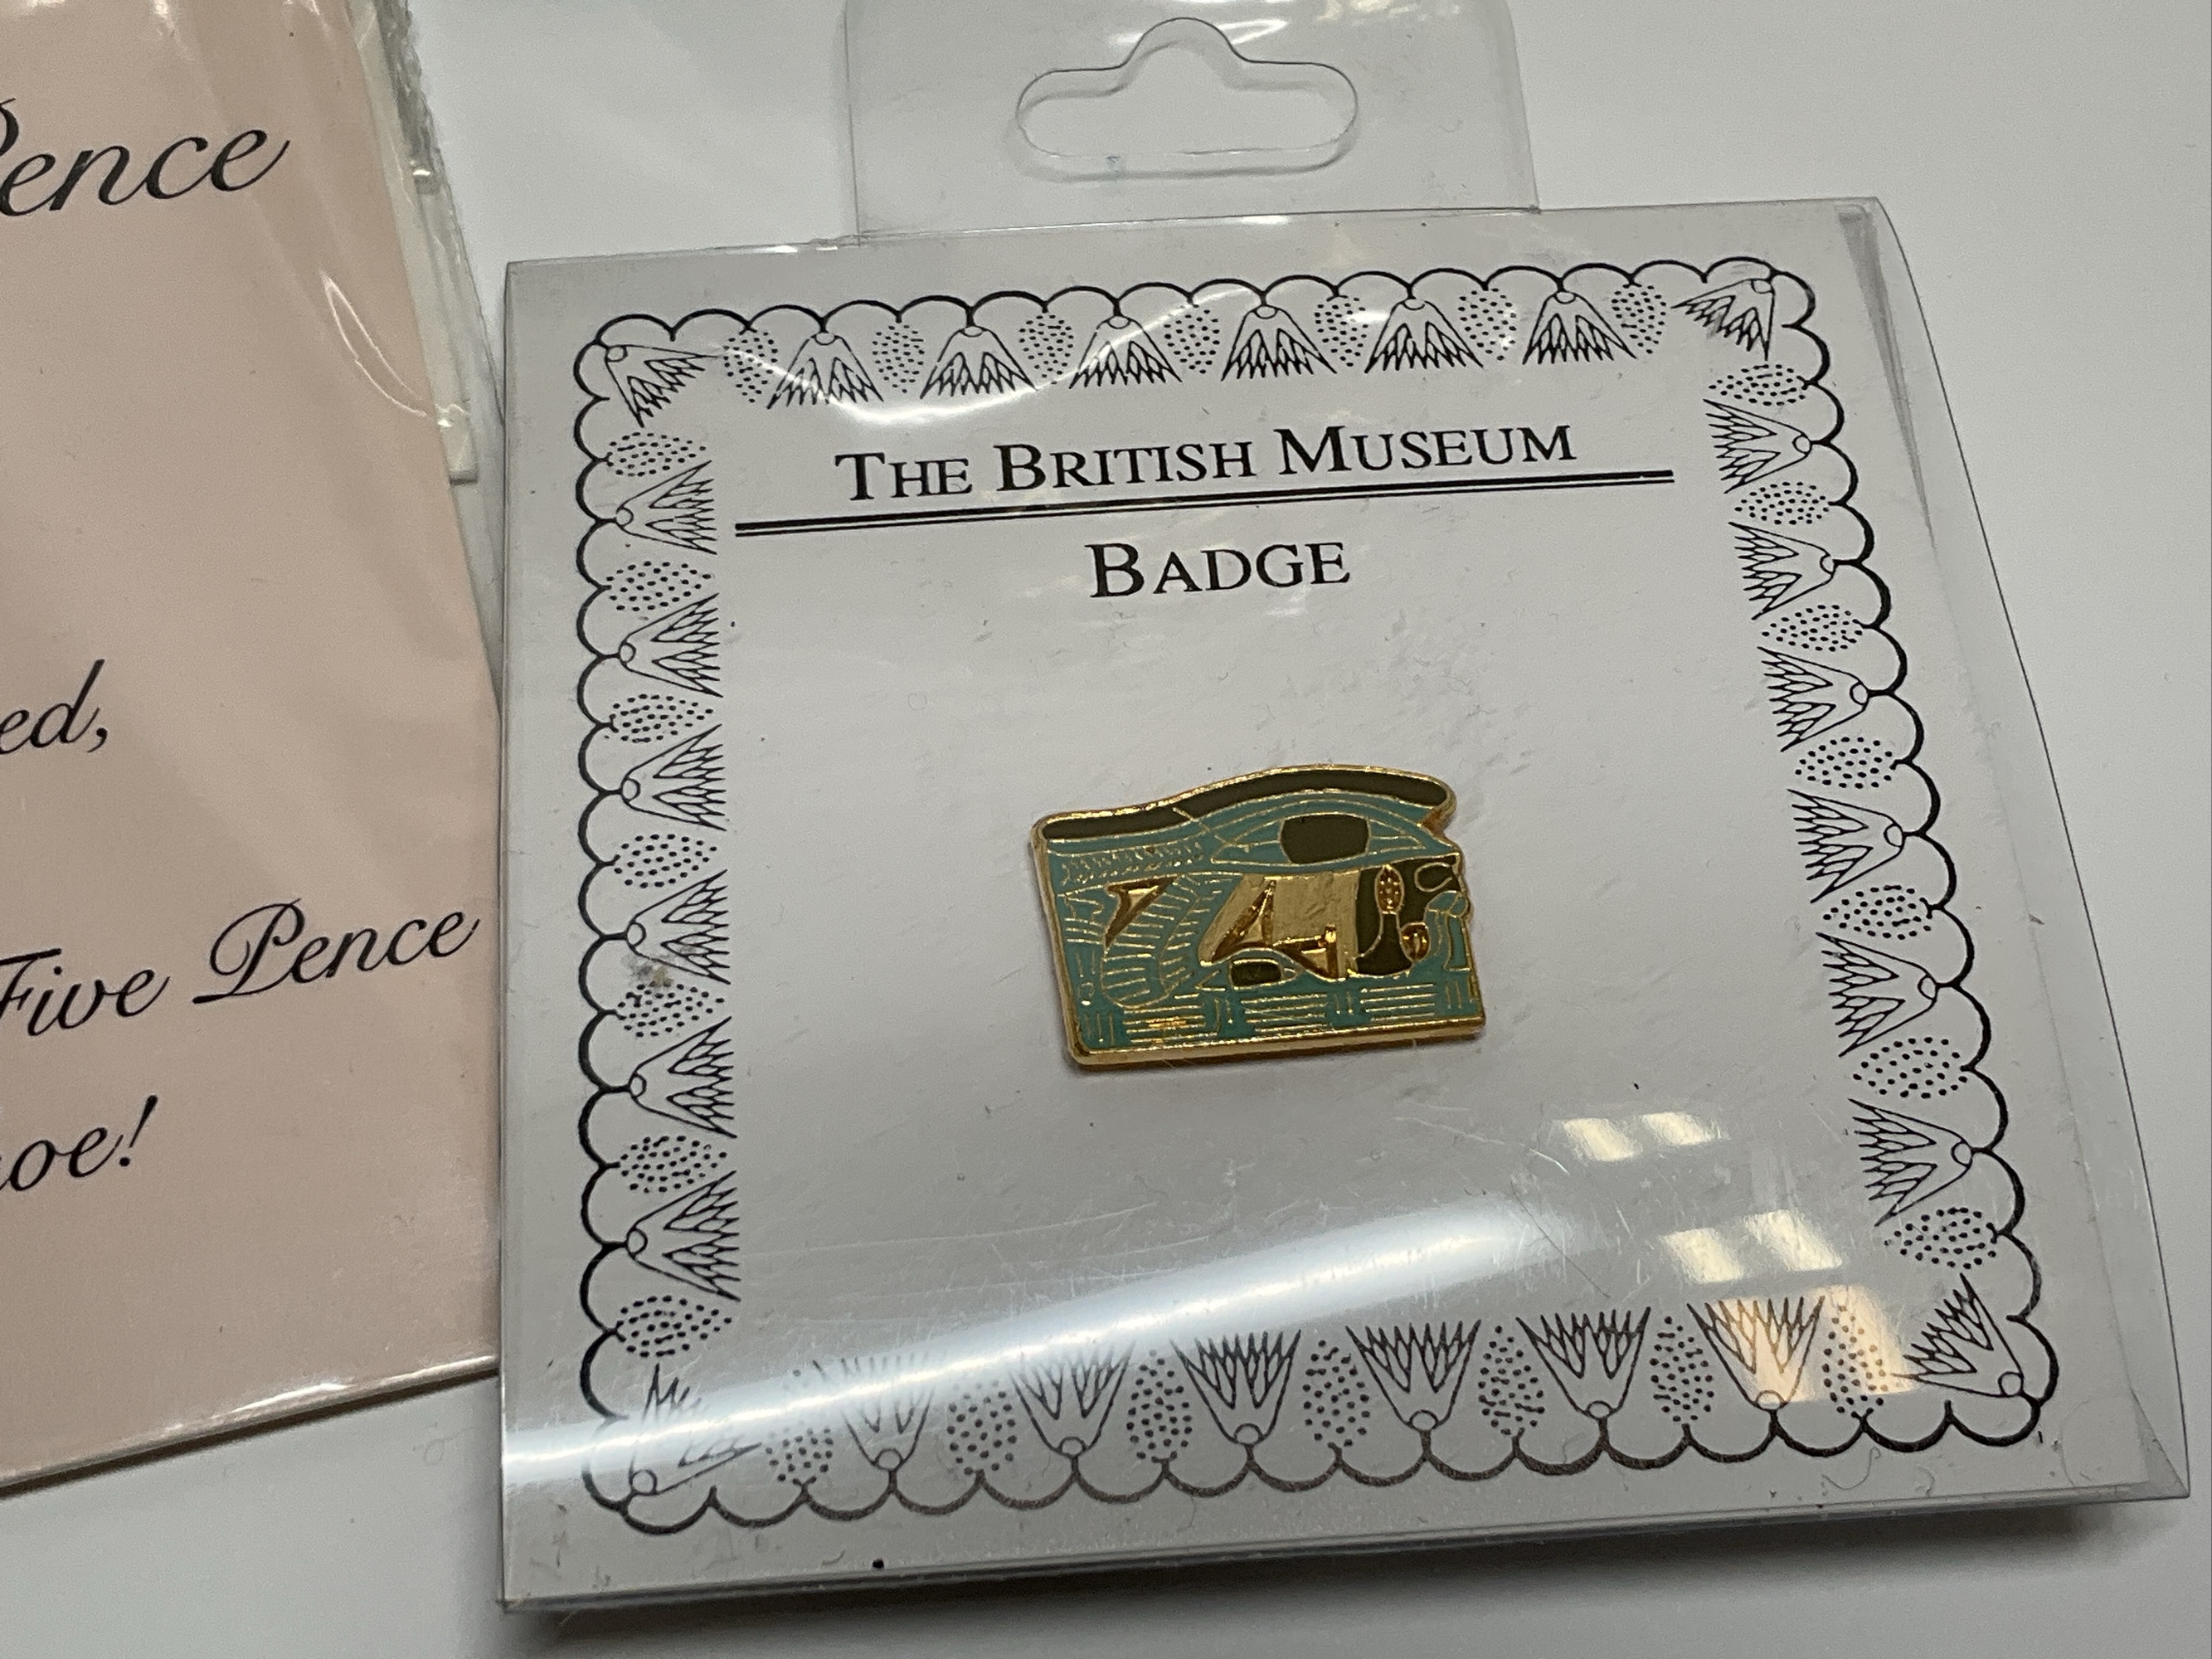 Pence
ed,
Five Pence
oe!
THE BRITISH MUSEUM
BADGE